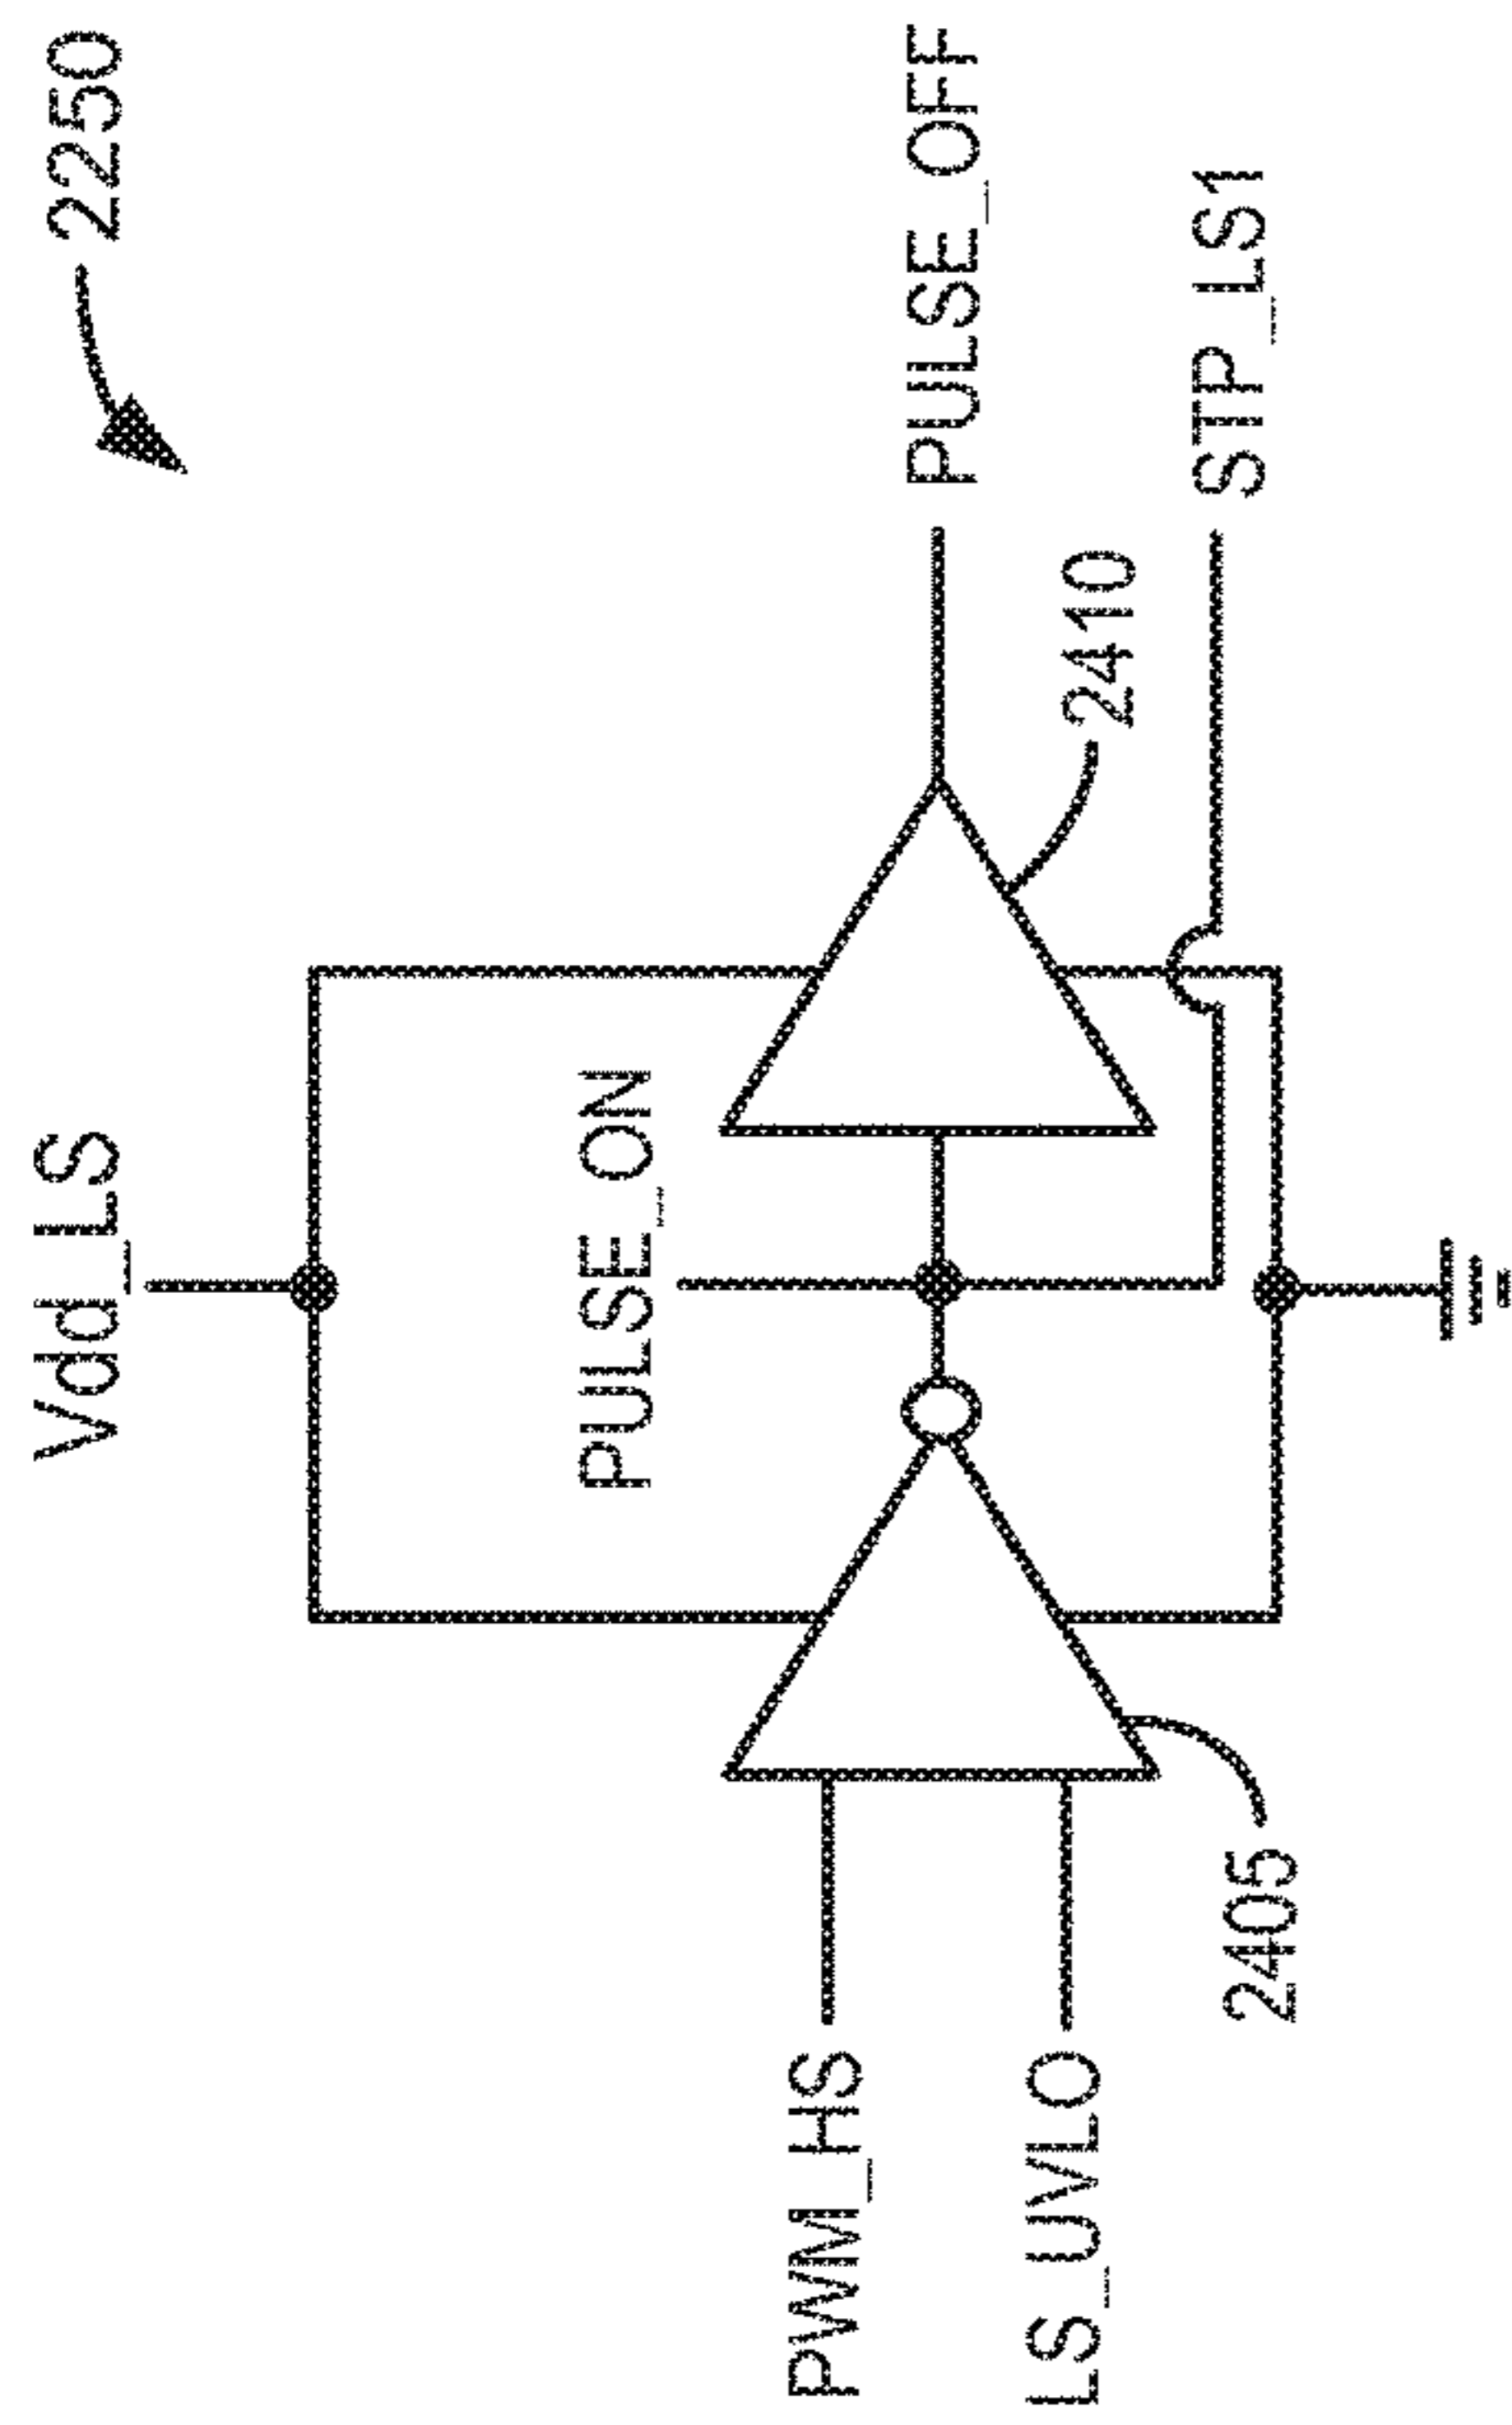 2250
Vdd_LS
PULSE_ON
PWM_HS
PULSE_OFF
LS_UVLO
2410
STP_LS1
2405